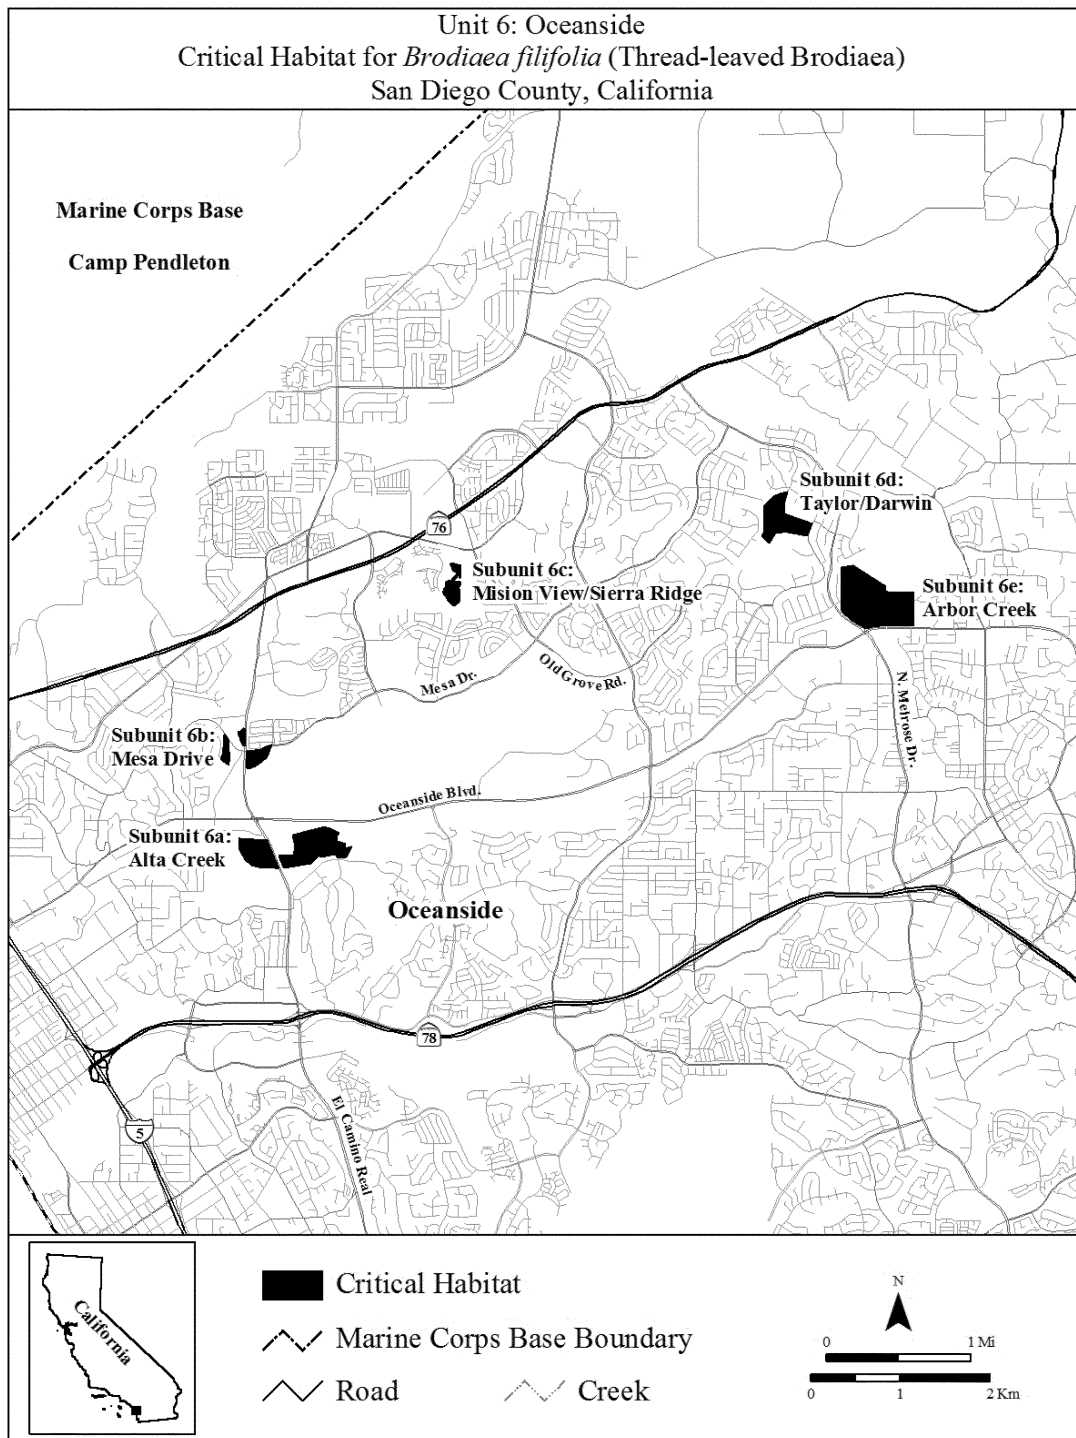 Unit 6: Oceanside
Critical Habitat for Brodiaea filifolia (Thread-leaved Brodiaea)
San Diego County, California
Marine Corps Base
Camp Pendleton
Subunit 6d:
Taylor/Darwin
76
Subunit 6c:
Mision View/Sierra Ridge
Subunit 6e:
Arbor Creek
Mesa Dr.
Old Grove Rd.
N. Melrose Dr.
Subunit 6b:
Mesa Drive
Oceanside Blvd.
Subunit 6a:
Alta Creek
Oceanside
78
5
El Camino Real
California
Critical Habitat
Marine Corps Base Boundary
Road
Creek
N
0 1 Mi
0 1 2 Km